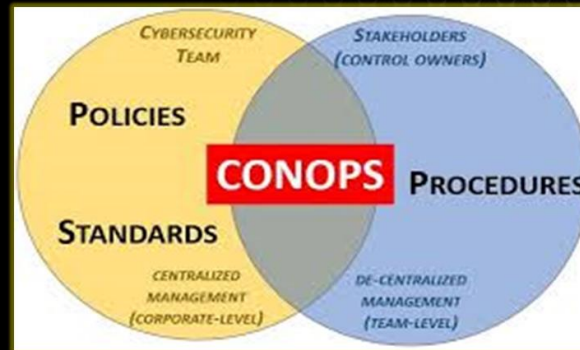 CYBERSECURITY
TEAM
POLICIES
STANDARDS
CENTRALIZED
MANAGEMENT
(CORPORATE-LEVEL)
CONOPS
STAKEHOLDERS
(CONTROL OWNERS)
PROCEDURES
DE-CENTRALIZED
MANAGEMENT
(TEAM-LEVEL)